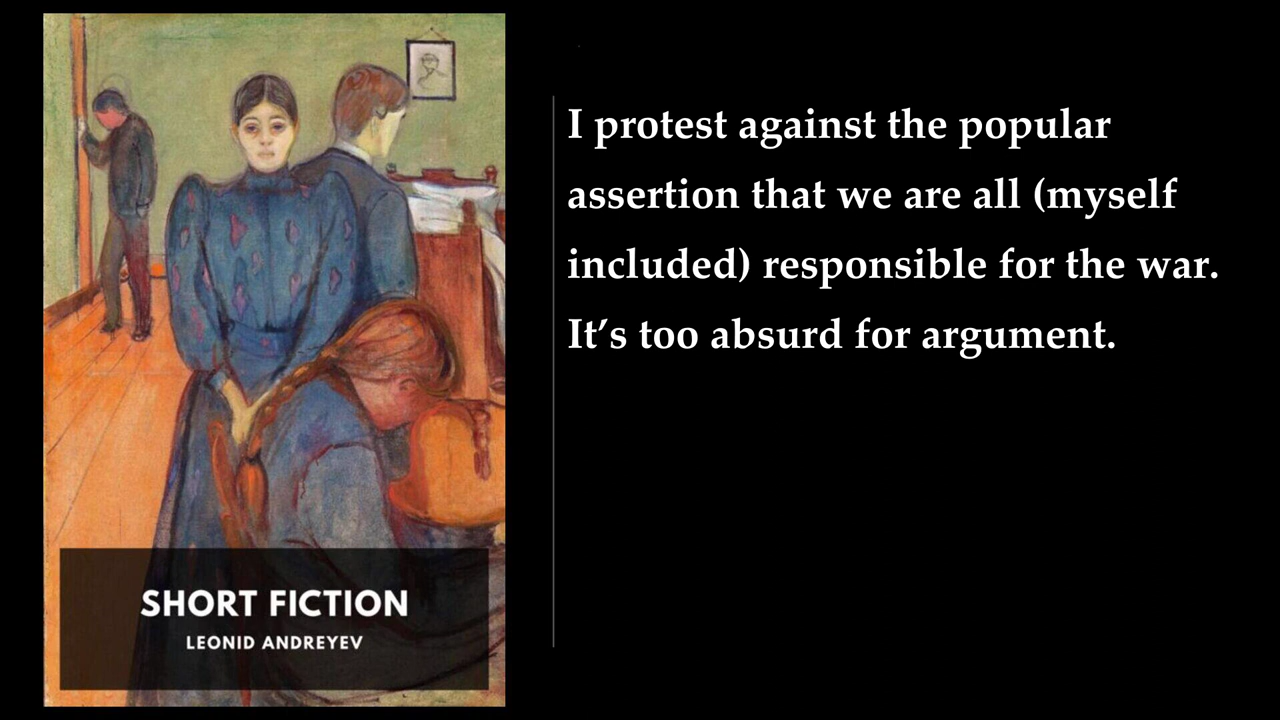 SHORT FICTION
LEONID ANDREYEV
I protest against the popular
assertion that we are all (myself
included) responsible for the war.
It’s too absurd for argument.